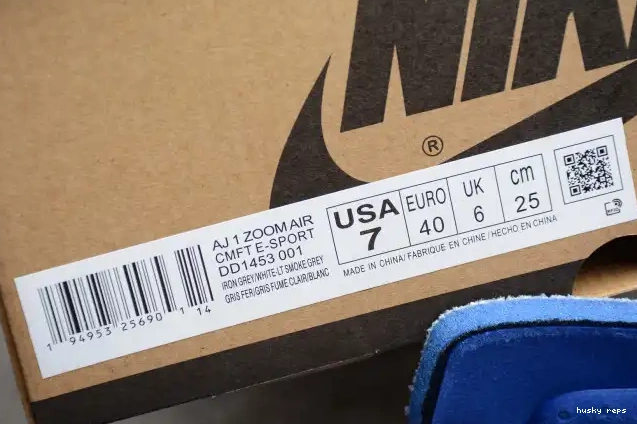 NIK
®
AJ 1 ZOOM AIR
CMFT E-SPORT
DD1453 001
IRON GREY/WHITE-LT SMOKE GREY
GRIS FER/GRIS FUME CLAIR/BLANC
USA
7
EURO
40
UK
6
cm
25
MADE IN CHINA/FABRIQUE EN CHINE/HECHO EN CHINA
1 94953 25690 1 14
husky reps